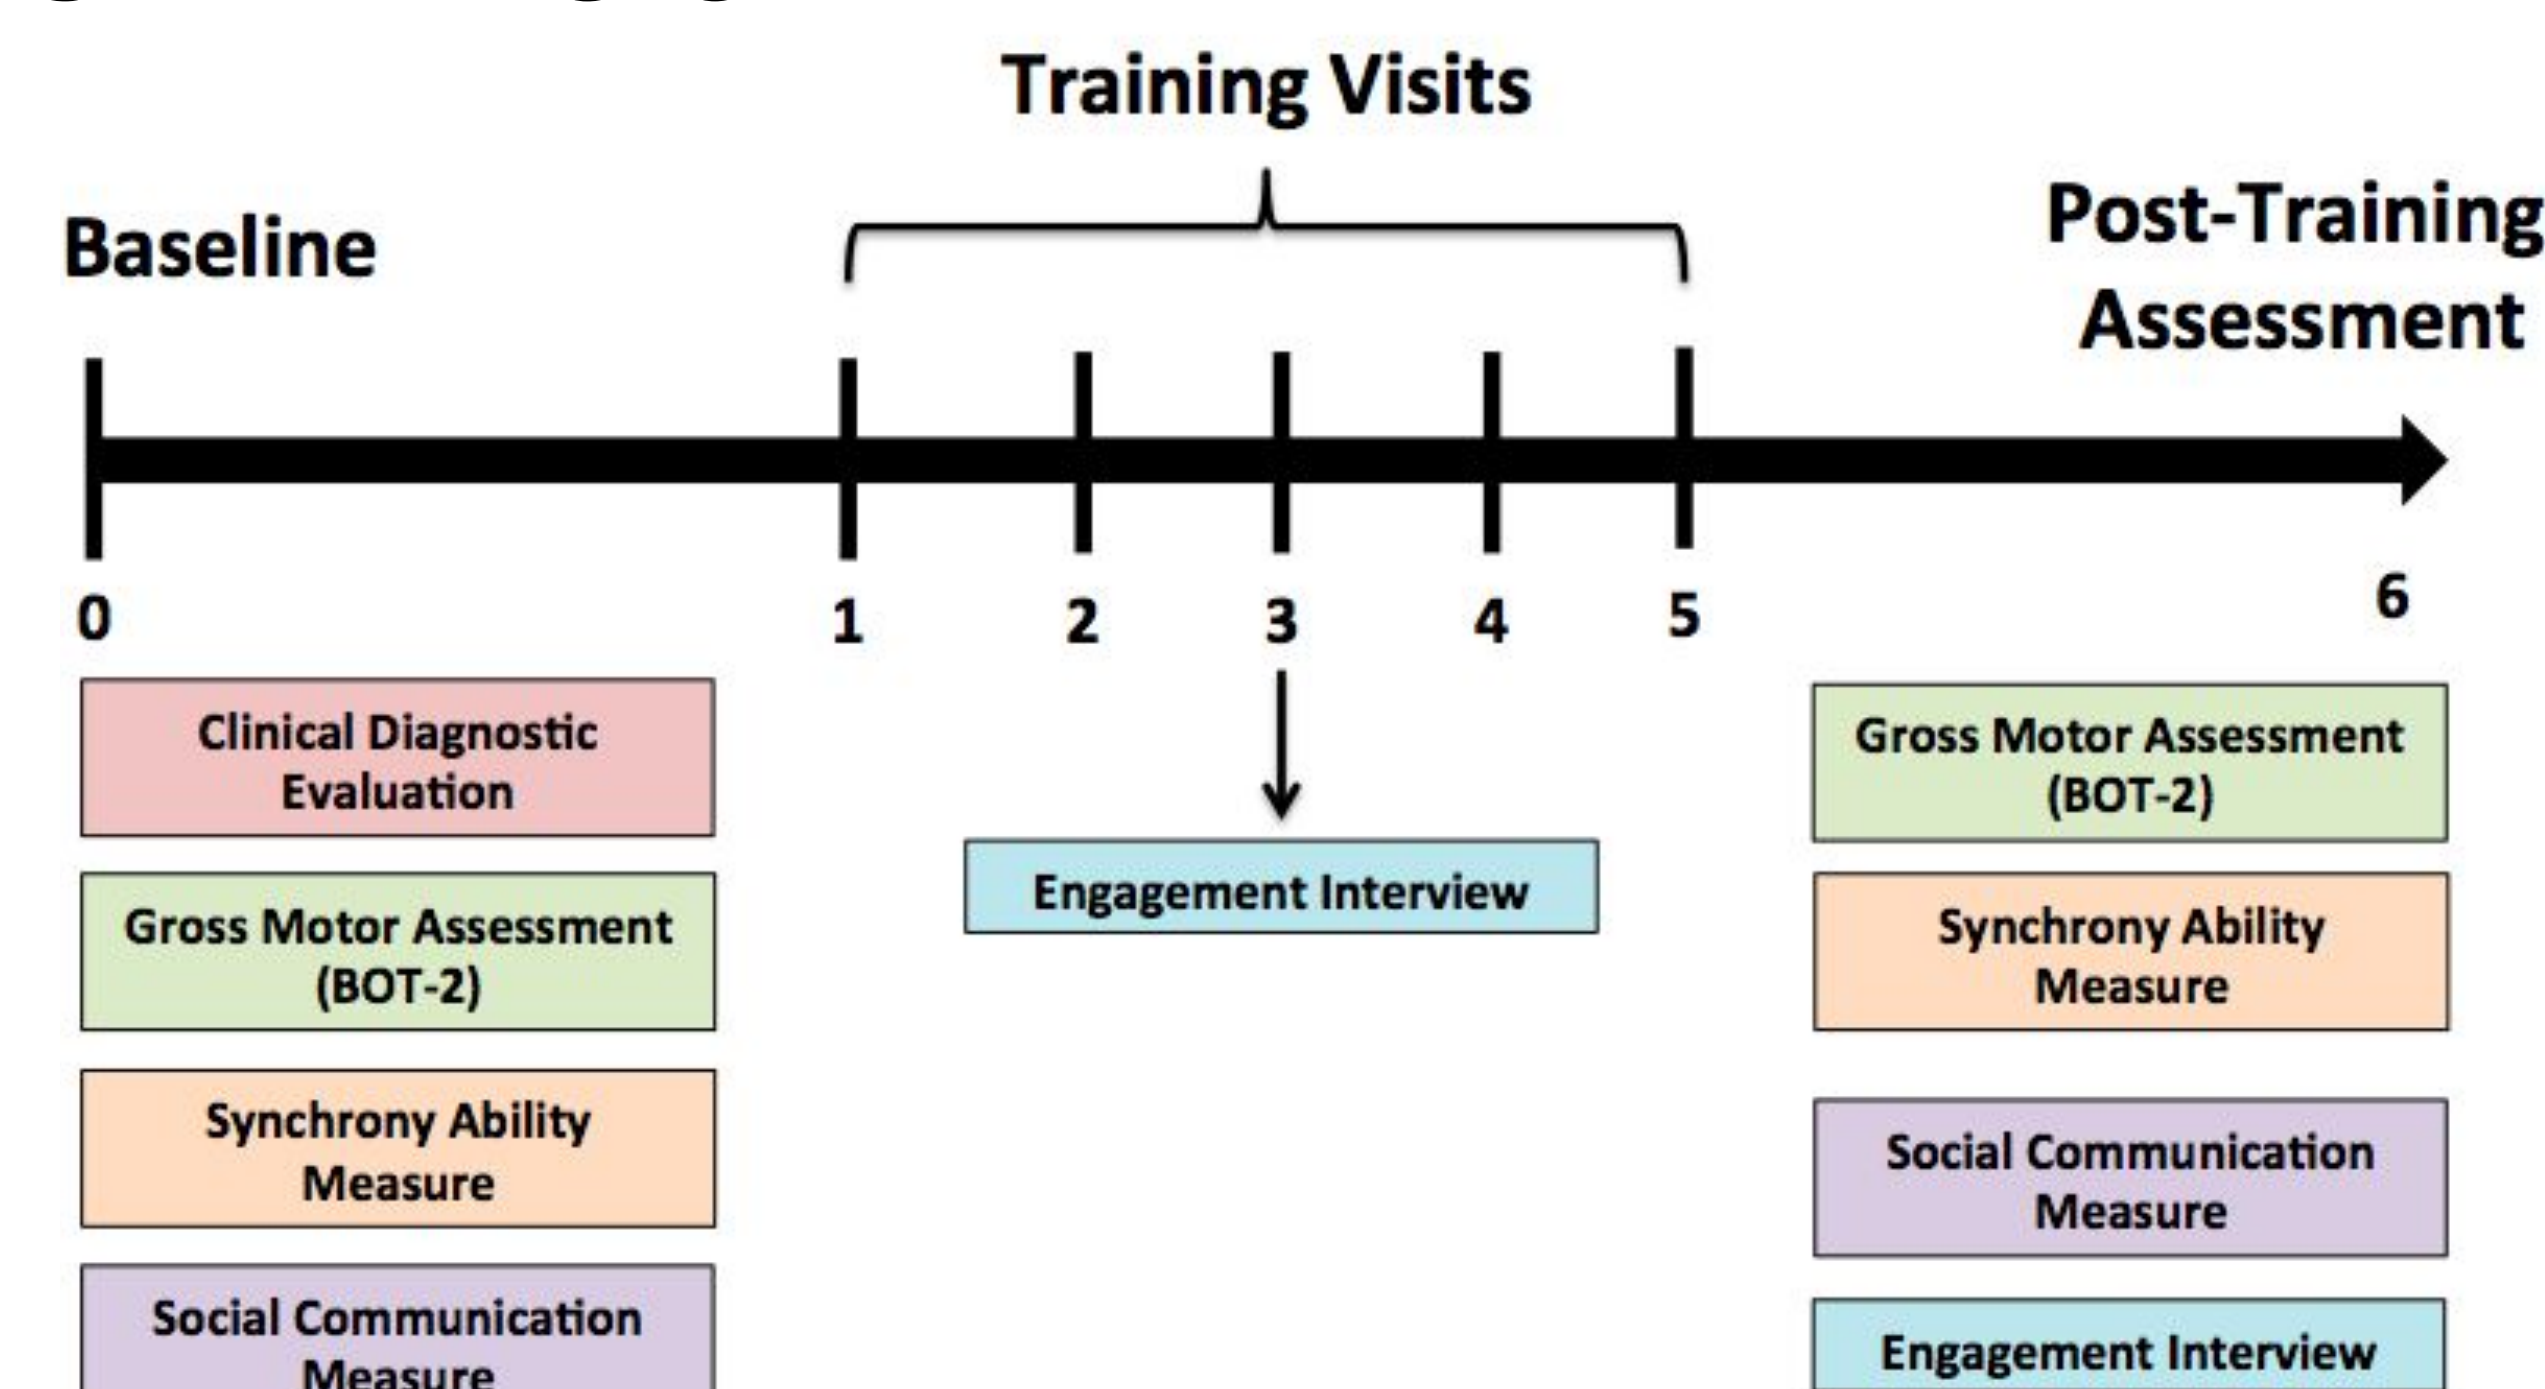 Training Visits
Baseline
Post-Training
Assessment
0
1
2
3
4
5
6
Clinical Diagnostic
Evaluation
Gross Motor Assessment
(BOT-2)
Synchrony Ability
Measure
Social Communication
Measure
Engagement Interview
Gross Motor Assessment
(BOT-2)
Synchrony Ability
Measure
Social Communication
Measure
Engagement Interview